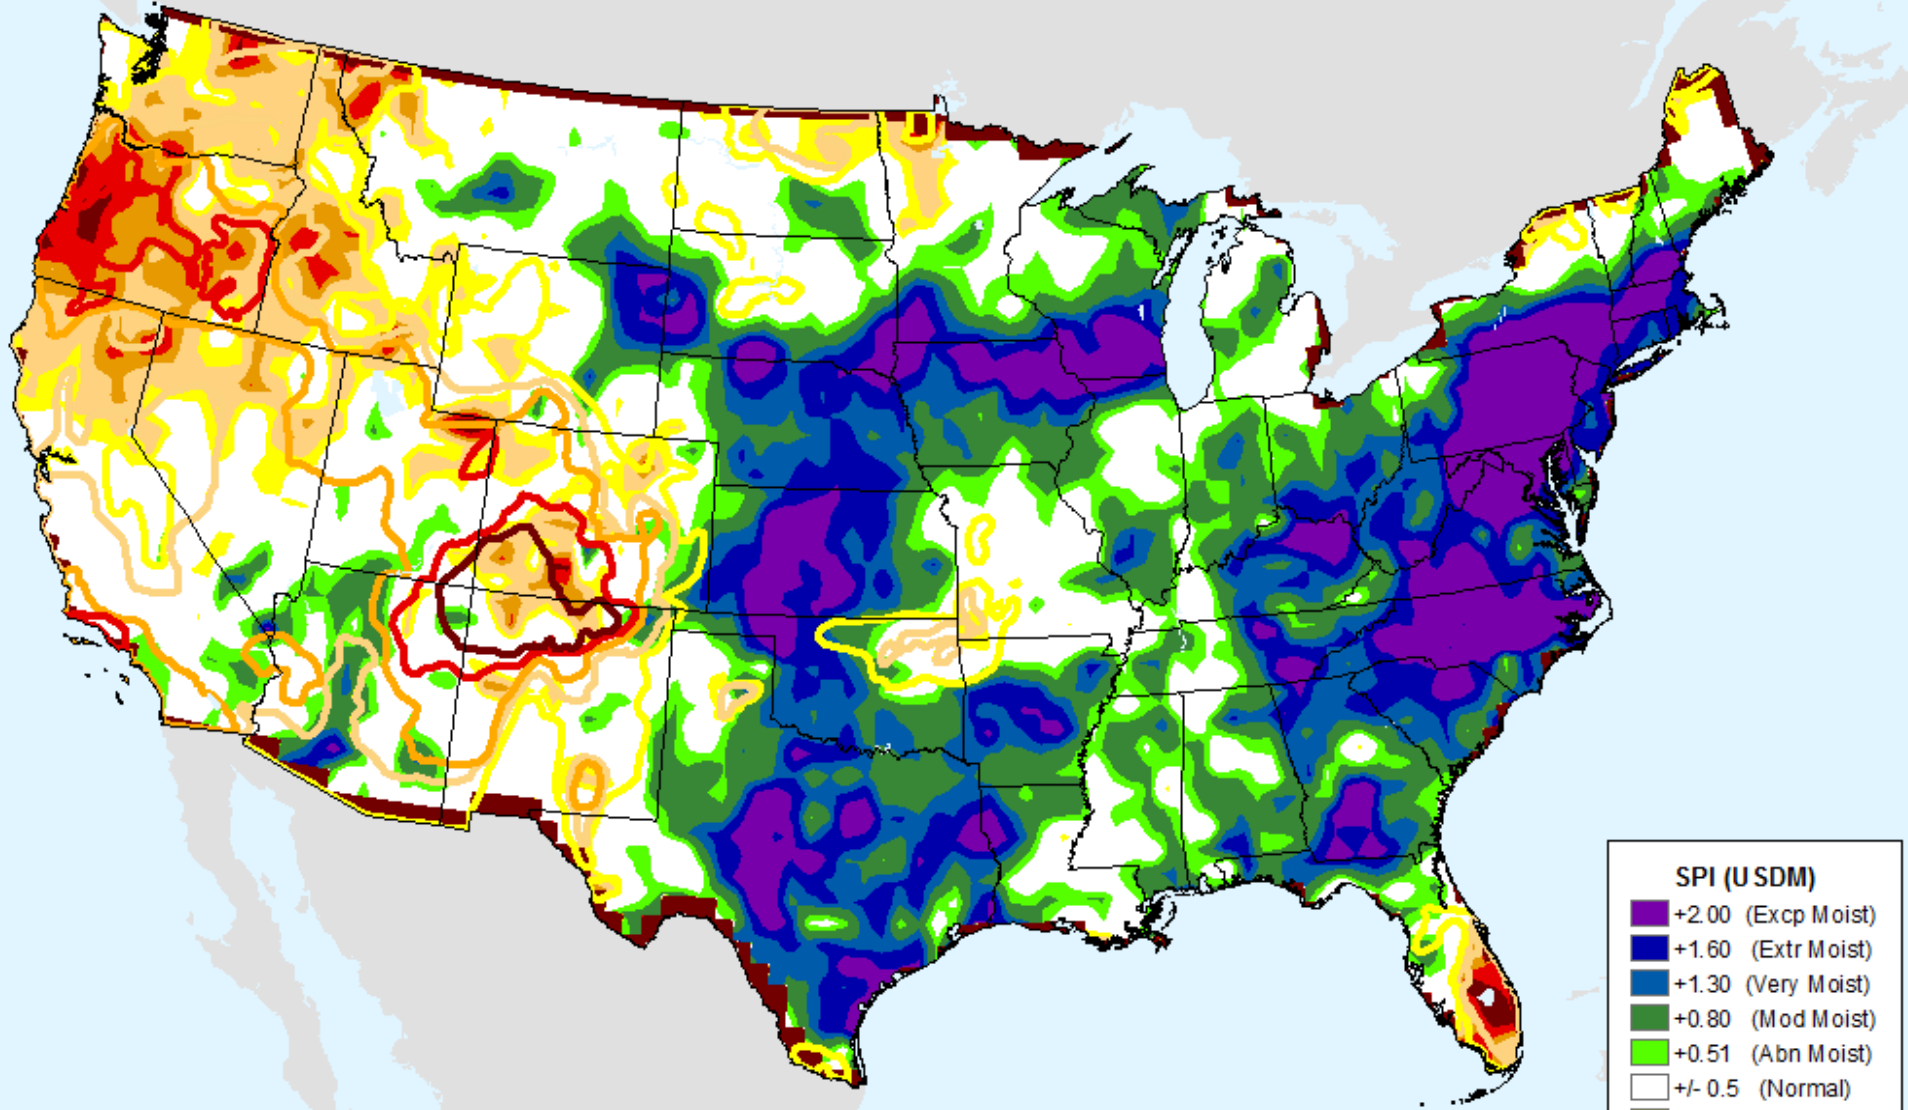 SPI (USDM)
+2.00 (Excp Moist)
+1.60 (Extr Moist)
+1.30 (Very Moist)
+0.80 (Mod Moist)
+0.51 (Abn Moist)
+/- 0.5 (Normal)